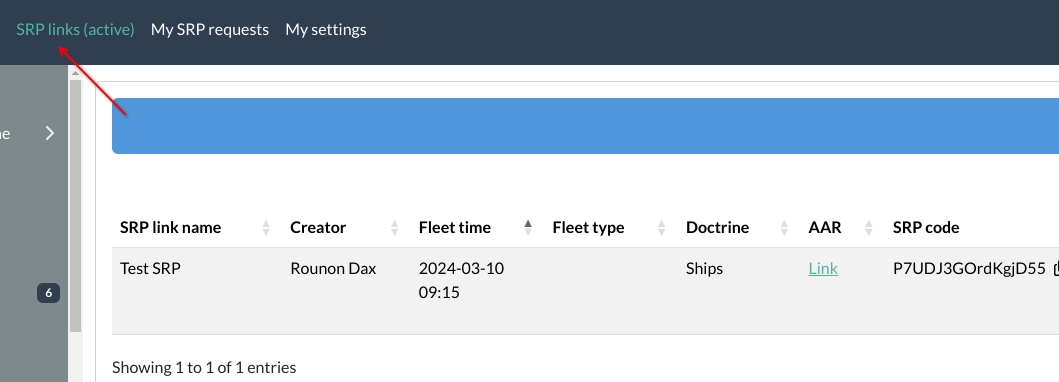 SRP links (active) My SRP requests My settings
ne
SRP link name Creator Fleet time Fleet type Doctrine AAR SRP code
Test SRP Rounon Dax 2024-03-10 Ships Link P7UDJ3GOrdKgjD55
09:15
6
Showing 1 to 1 of 1 entries